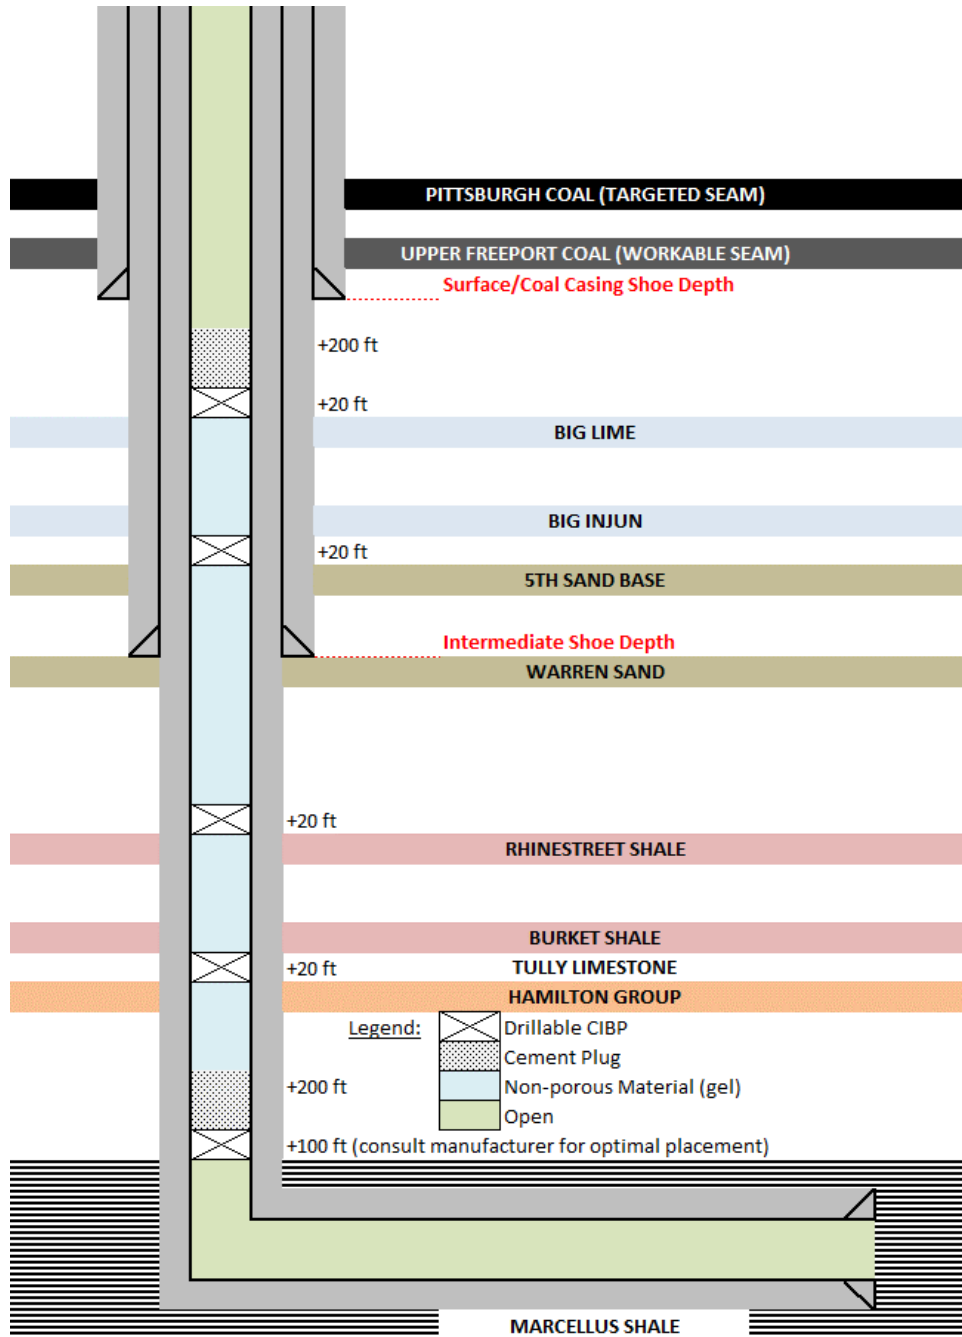 PITTSBURGH COAL (TARGETED SEAM)
UPPER FREEPORT COAL (WORKABLE SEAM)
Surface/Coal Casing Shoe Depth
+200 ft
+20 ft
BIG LIME
BIG INJUN
+20 ft
5TH SAND BASE
Intermediate Shoe Depth
WARREN SAND
+20 ft
RHINESTREET SHALE
BURKET SHALE
+20 ft
TULLY LIMESTONE
HAMILTON GROUP
Legend:
Drillable CIBP
Cement Plug
+200 ft
Non-porous Material (gel)
Open
+100 ft (consult manufacturer for optimal placement)
MARCELLUS SHALE